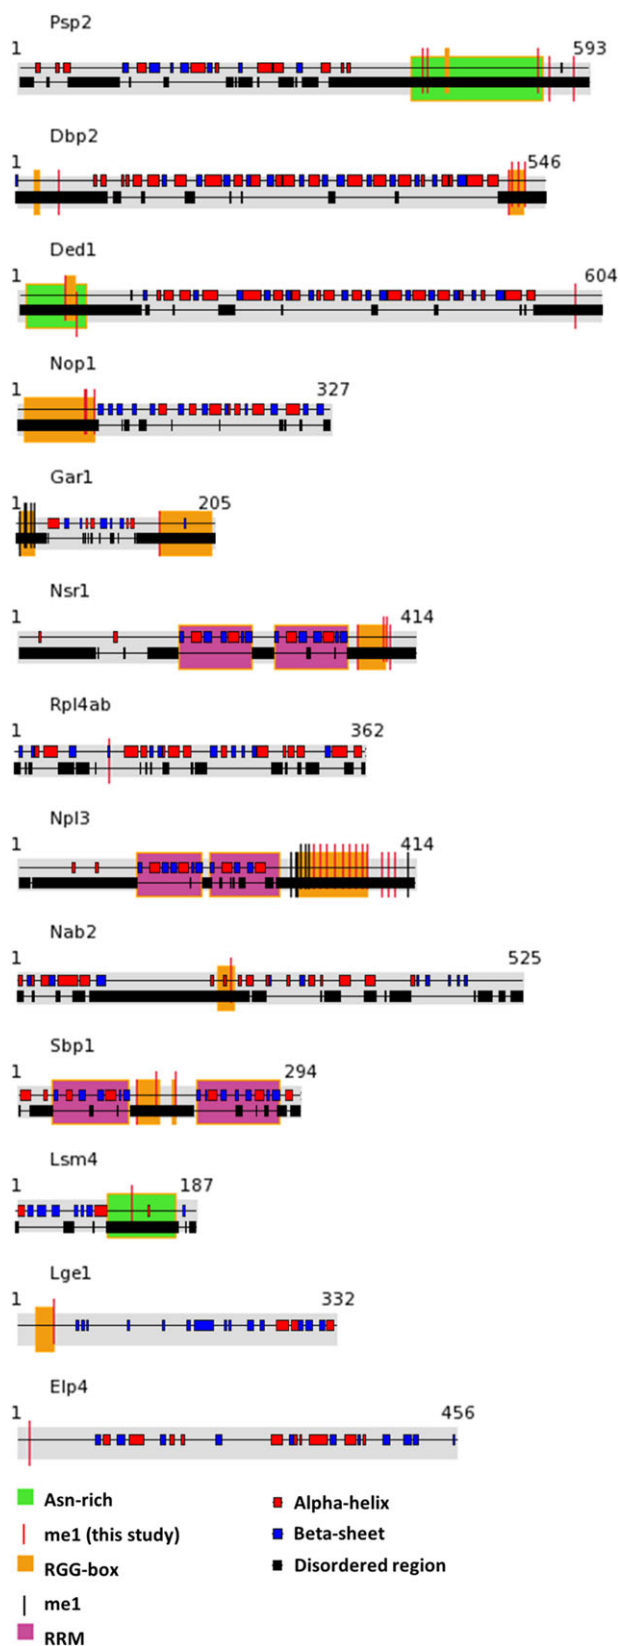 Psp2
1 593
Dbp2
1 546
Ded1
1 604
Nop1
1 327
Gar1
1 205
Nsr1
1 414
Rpl4ab
1 362
Npl3
1 414
Nab2
1 525
Sbp1
1 294
Lsm4
1 187
Lge1
1 332
Elp4
1 456
Asn-rich
Alpha-helix
me1 (this study)
Beta-sheet
RGG-box
Disordered region
me1
RRM